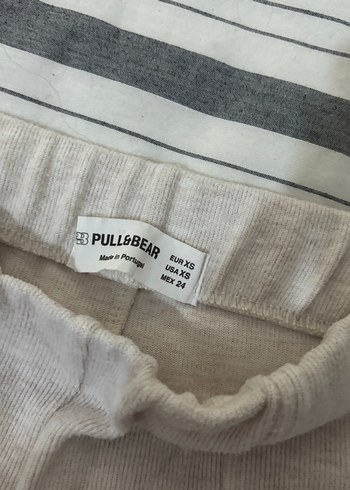 PULL&BEAR
Made in Portugal
EUR XS
USA XS
MEX 24